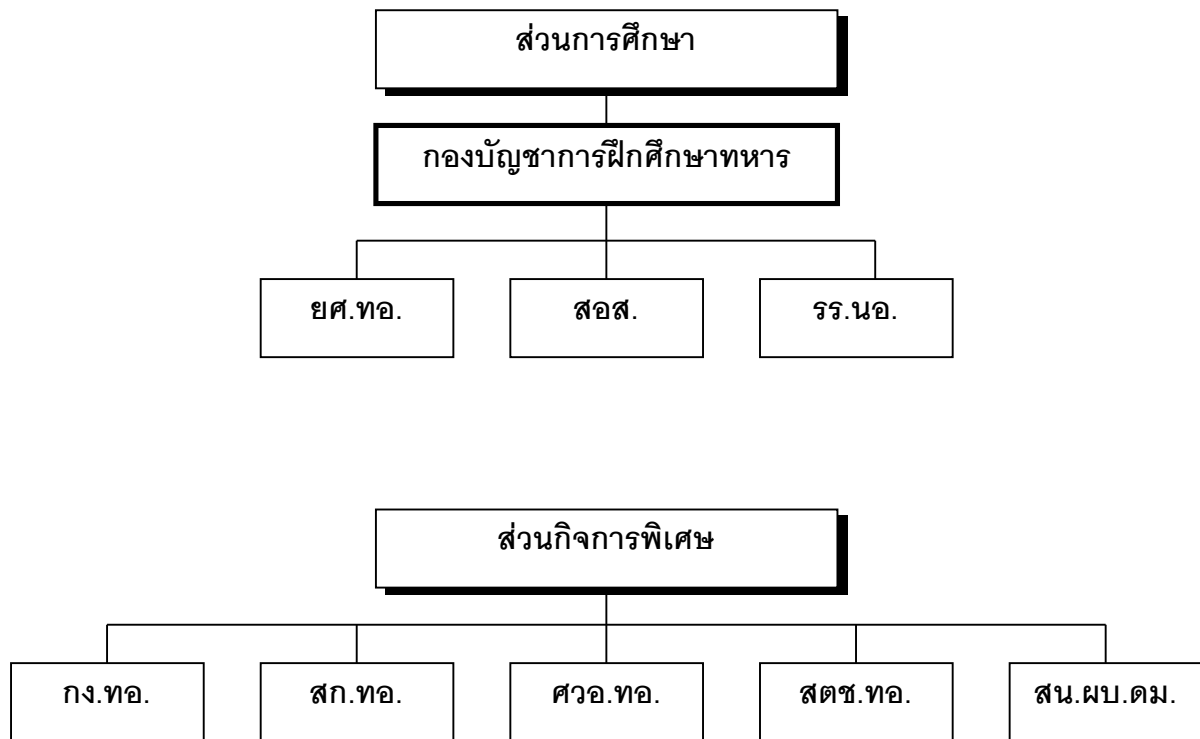 ส่วนการศึกษา
กองบัญชาการฝึกศึกษาทหาร
ยศ.ทอ.
สอส.
รร.นอ.
ส่วนกิจการพิเศษ
กง.ทอ.
สก.ทอ.
ศวอ.ทอ.
สตช.ทอ.
สน.ผบ.ดม.